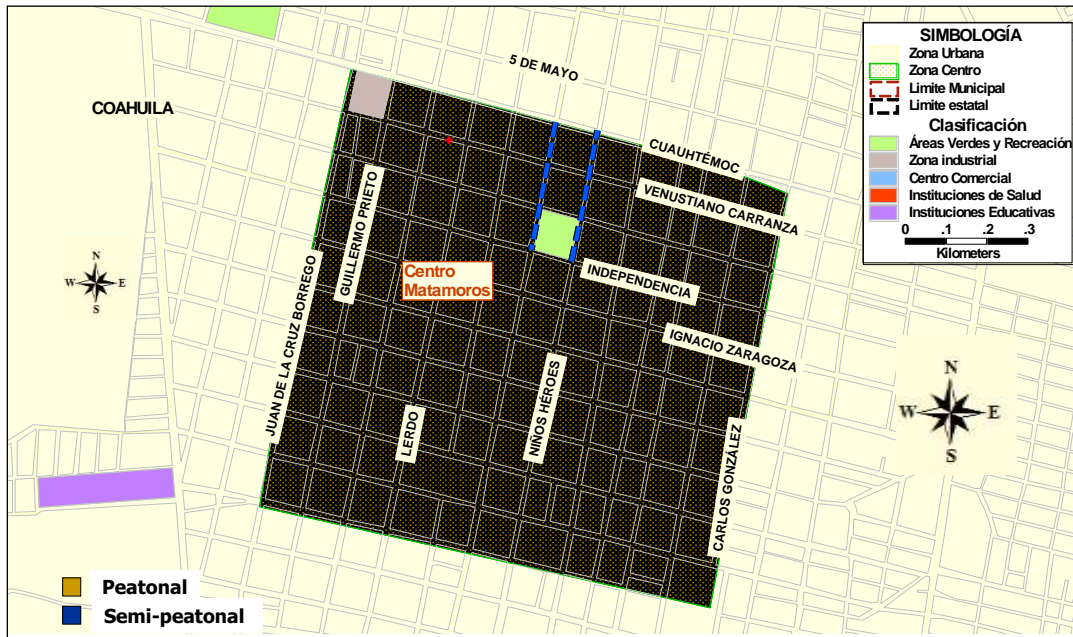 5 DE MAYO
COAHUILA
CUAUHTÉMOC
VENUSTIANO CARRANZA
GUILLERMO PRIETO
Centro
Matamoros
INDEPENDENCIA
JUAN DE LA CRUZ BORREGO
IGNACIO ZARAGOZA
NIÑOS HÉROES
LERDO
CARLOS GONZÁLEZ
SIMBOLOGÍA
Zona Urbana
Zona Centro
Limite Municipal
Limite estatal
Clasificación
Áreas Verdes y Recreación
Zona industrial
Centro Comercial
Instituciones de Salud
Instituciones Educativas
0 .1 .2 .3
Kilometers
N
W E
S
N
W E
S
Peatonal
Semi-peatonal